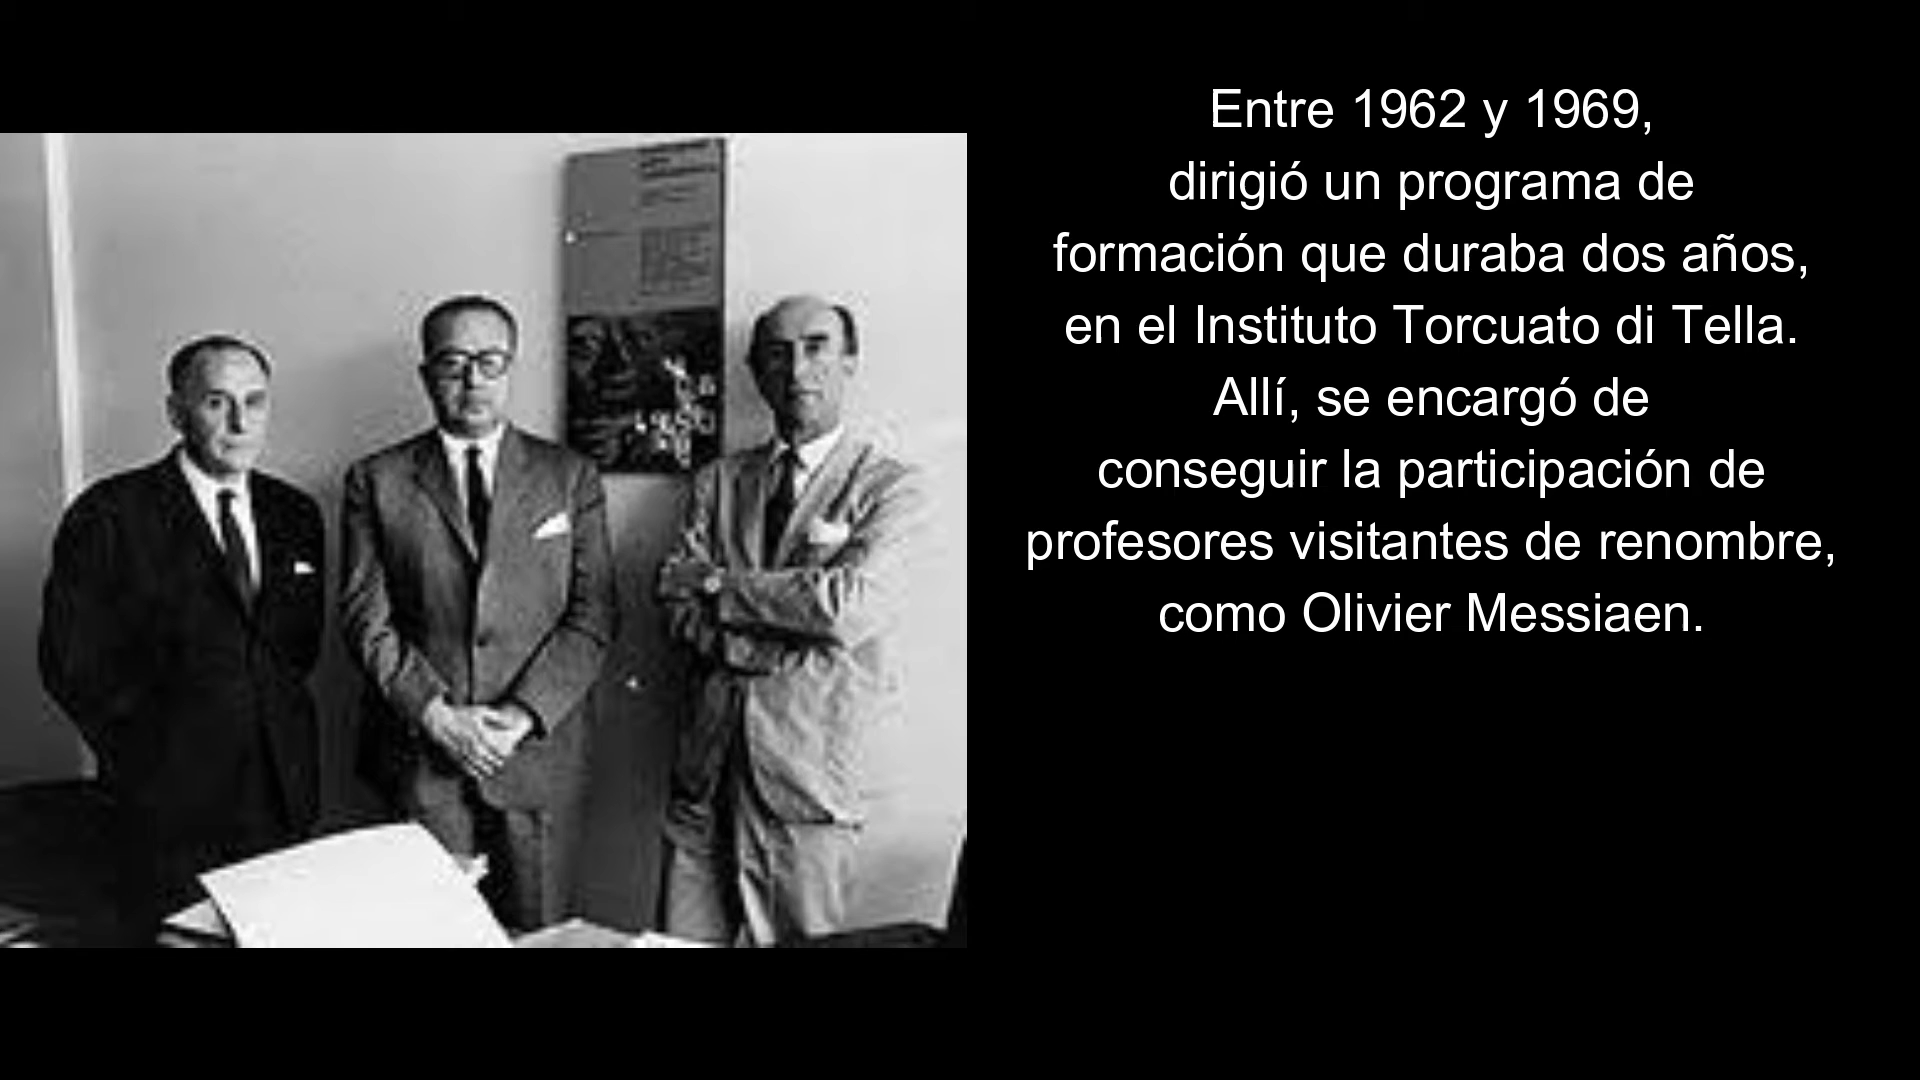 Entre 1962 y 1969,
dirigió un programa de
formación que duraba dos años,
en el Instituto Torcuato di Tella.
Allí, se encargó de
conseguir la participación de
profesores visitantes de renombre,
como Olivier Messiaen.